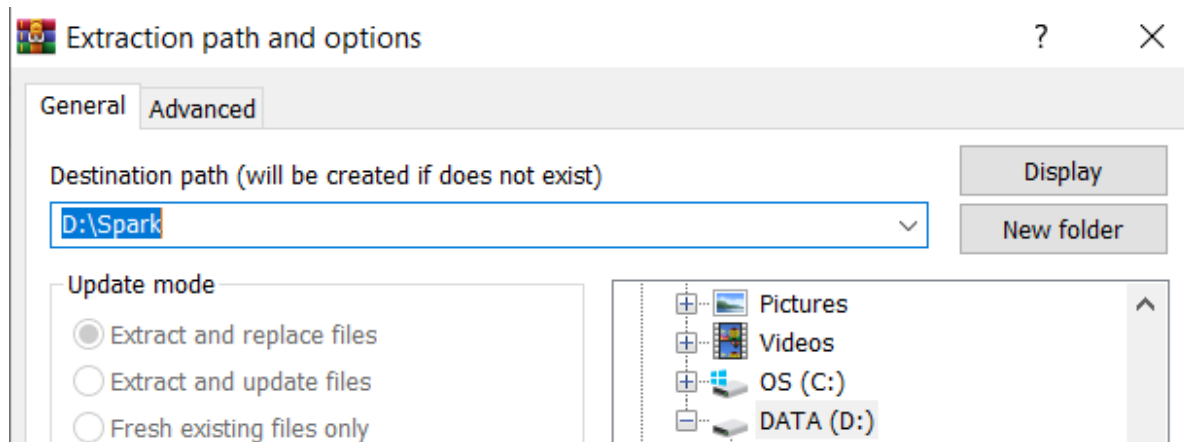 Extraction path and options
?
General
Advanced
Destination path (will be created if does not exist)
Display
D:\Spark
New folder
Update mode
Extract and replace files
Extract and update files
Fresh existing files only
Pictures
Videos
OS (C:)
DATA (D:)